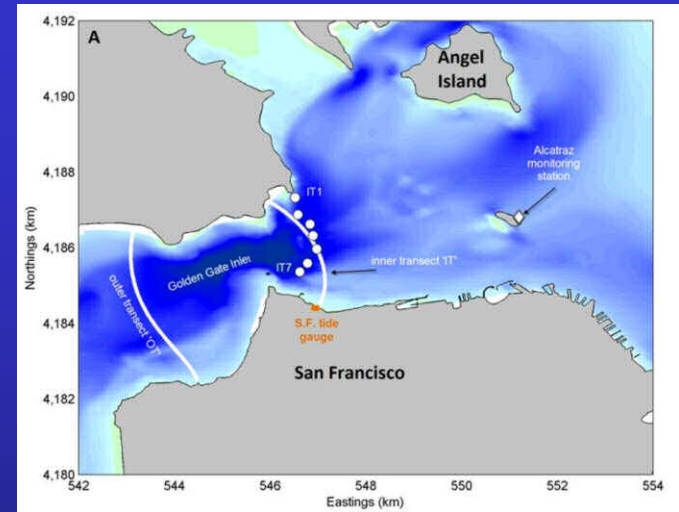 A
4,192
4,190
4,188
4,186
4,184
4,182
4,180
Northings (km)
Angel
Island
Alcatraz
monitoring
station
IT1
IT7
Golden Gate Inlet
inner transect 'IT'
outer transect 'OT'
S.F. tide
gauge
San Francisco
542
544
546
548
550
552
554
Eastings (km)